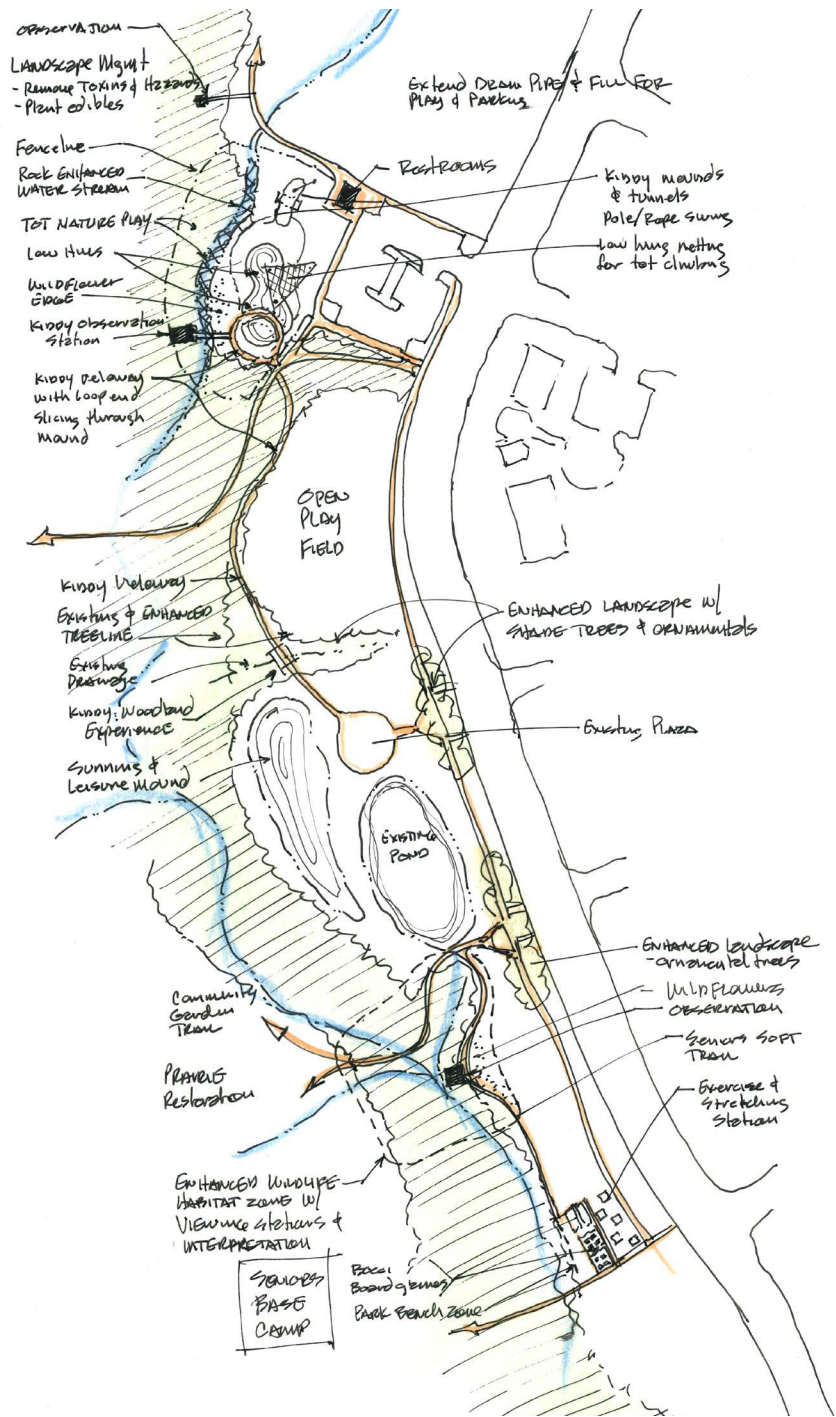 OBSERVATION
LANDSCAPE Mgmt
- Remove Toxins & Hazards
- Plant edibles
Extend DRAIN PIPE & FILL FOR
PLAY & PARKING
Fenceline
ROCK ENHANCED
WATER STREAM
TOT NATURE PLAY
Low Hills
WILDFLOWER
EDGE
Kiddy Observation
Station
Kiddy Veloway
with loop end
slicing through
mound
RESTROOMS
Kiddy mounds
& tunnels
Pole/Rope swing
Low hung netting
for tot climbing
OPEN
PLAY
FIELD
Kiddy Veloway
Existing & ENHANCED
TREELINE
Existing
Drainage
Kiddy Woodland
Experience
Sunning &
Leisure Mound
ENHANCED LANDSCAPE W/
SHADE TREES & ORNAMENTALS
Existing PLAZA
EXISTING
POND
ENHANCED landscape
- ornamental trees
WILDFLOWERS
OBSERVATION
Seniors SOFT
TRAIL
Exercise &
Stretching
Station
Community
Garden
TRAIL
PRAIRIE
Restoration
ENHANCED WILDLIFE
HABITAT ZONE W/
VIEWING stations &
INTERPRETATION
SENIORS
BASE
CAMP
Bocci
Boardgames
PARK BENCH ZONE